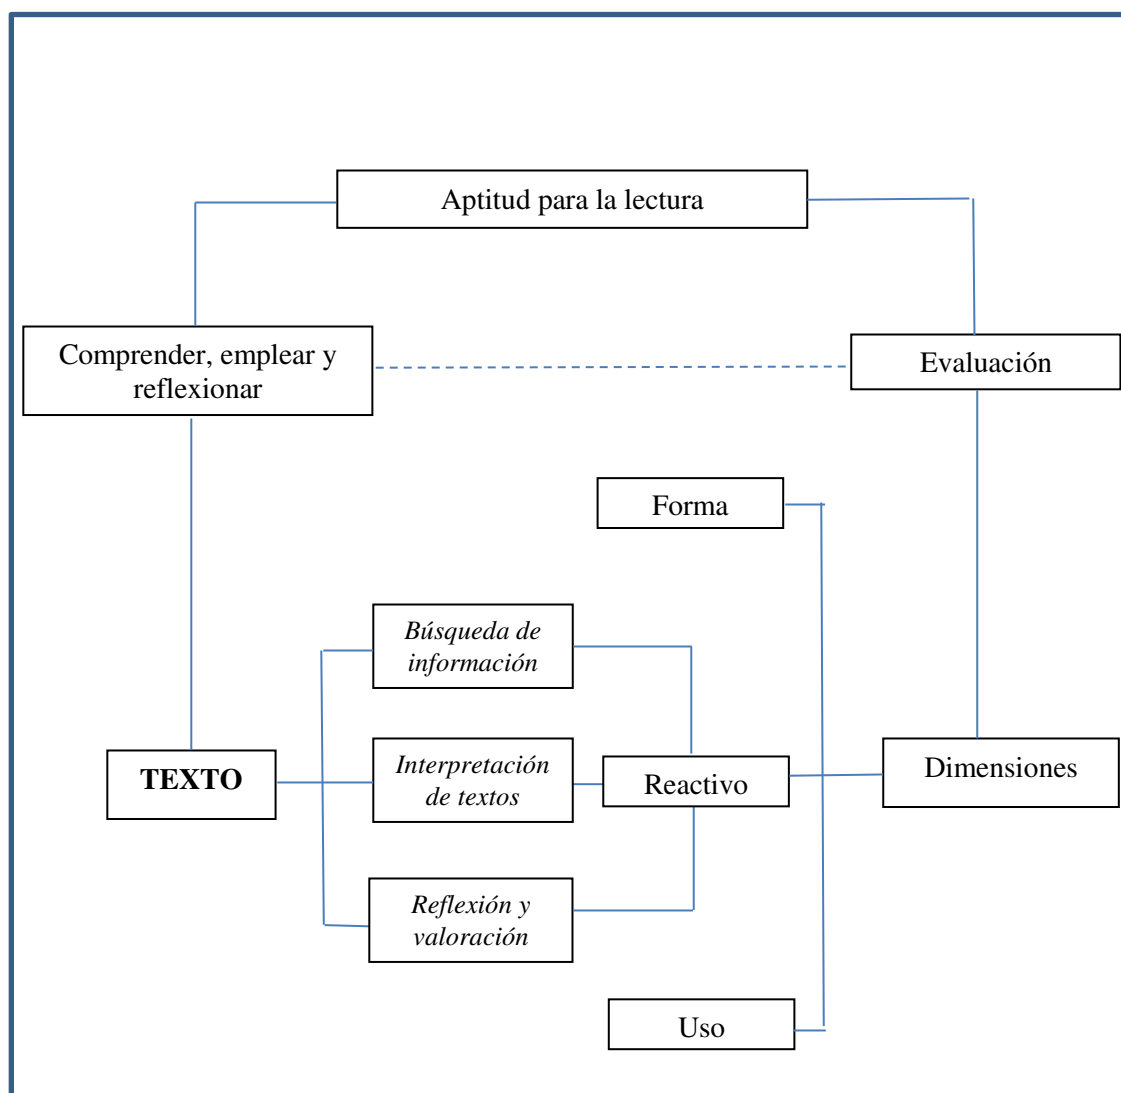 Aptitud para la lectura
Comprender, emplear y
reflexionar
Evaluación
Forma
Búsqueda de
información
TEXTO
Interpretación
de textos
Reactivo
Dimensiones
Reflexión y
valoración
Uso